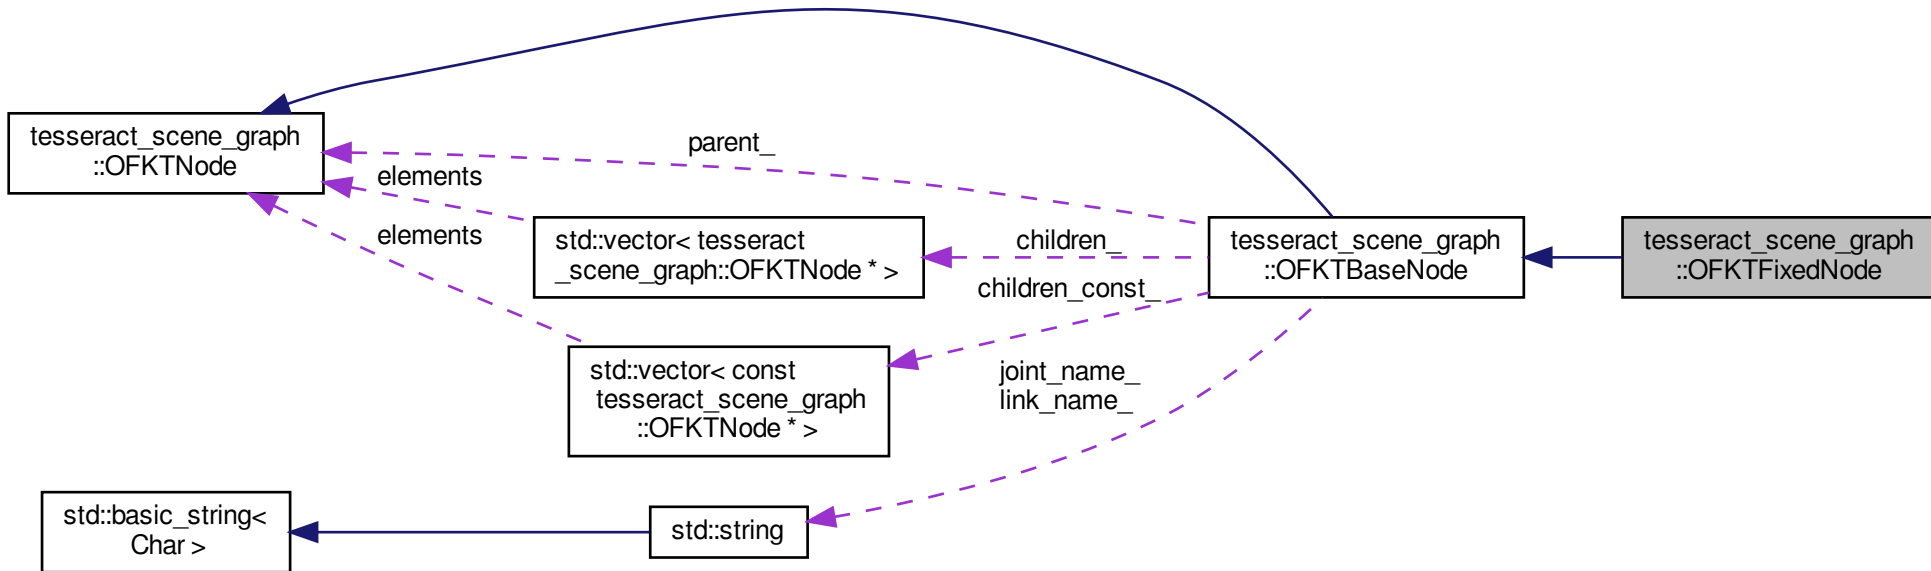 tesseract_scene_graph
::OFKTNode
parent_
elements
elements
std::vector< tesseract
_scene_graph::OFKTNode * >
children_
children_const_
tesseract_scene_graph
::OFKTBaseNode
tesseract_scene_graph
::OFKTFixedNode
std::vector< const
tesseract_scene_graph
::OFKTNode * >
joint_name_
link_name_
std::basic_string<
Char >
std::string